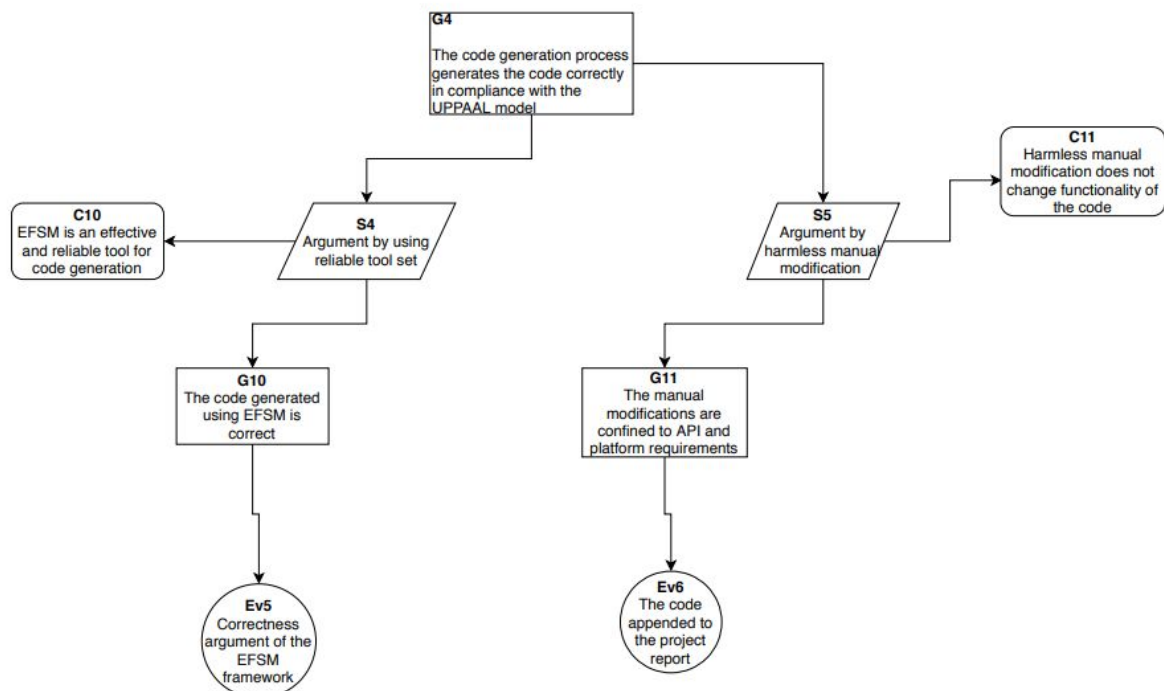 G4
The code generation process
generates the code correctly
in compliance with the
UPPAAL model
C11
Harmless manual
modification does not
change functionality of
the code
C10
EFSM is an effective
and reliable tool for
code generation
S4
Argument by using
reliable tool set
S5
Argument by
harmless manual
modification
G10
The code generated
using EFSM is
correct
G11
The manual
modifications are
confined to API and
platform requirements
Ev5
Correctness
argument of the
EFSM
framework
Ev6
The code
appended to
the project
report